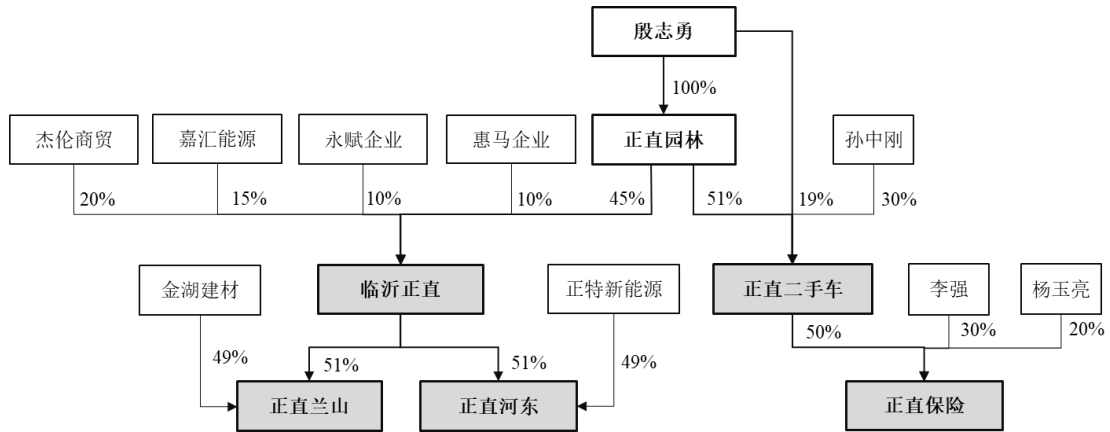 殷志勇
100%
杰伦商贸
嘉汇能源
永赋企业
惠马企业
正直园林
孙中刚
20%
15%
10%
10%
45%
51%
19%
30%
金湖建材
临沂正直
正特新能源
正直二手车
李强
杨玉亮
49%
51%
51%
49%
50%
30%
20%
正直兰山
正直河东
正直保险